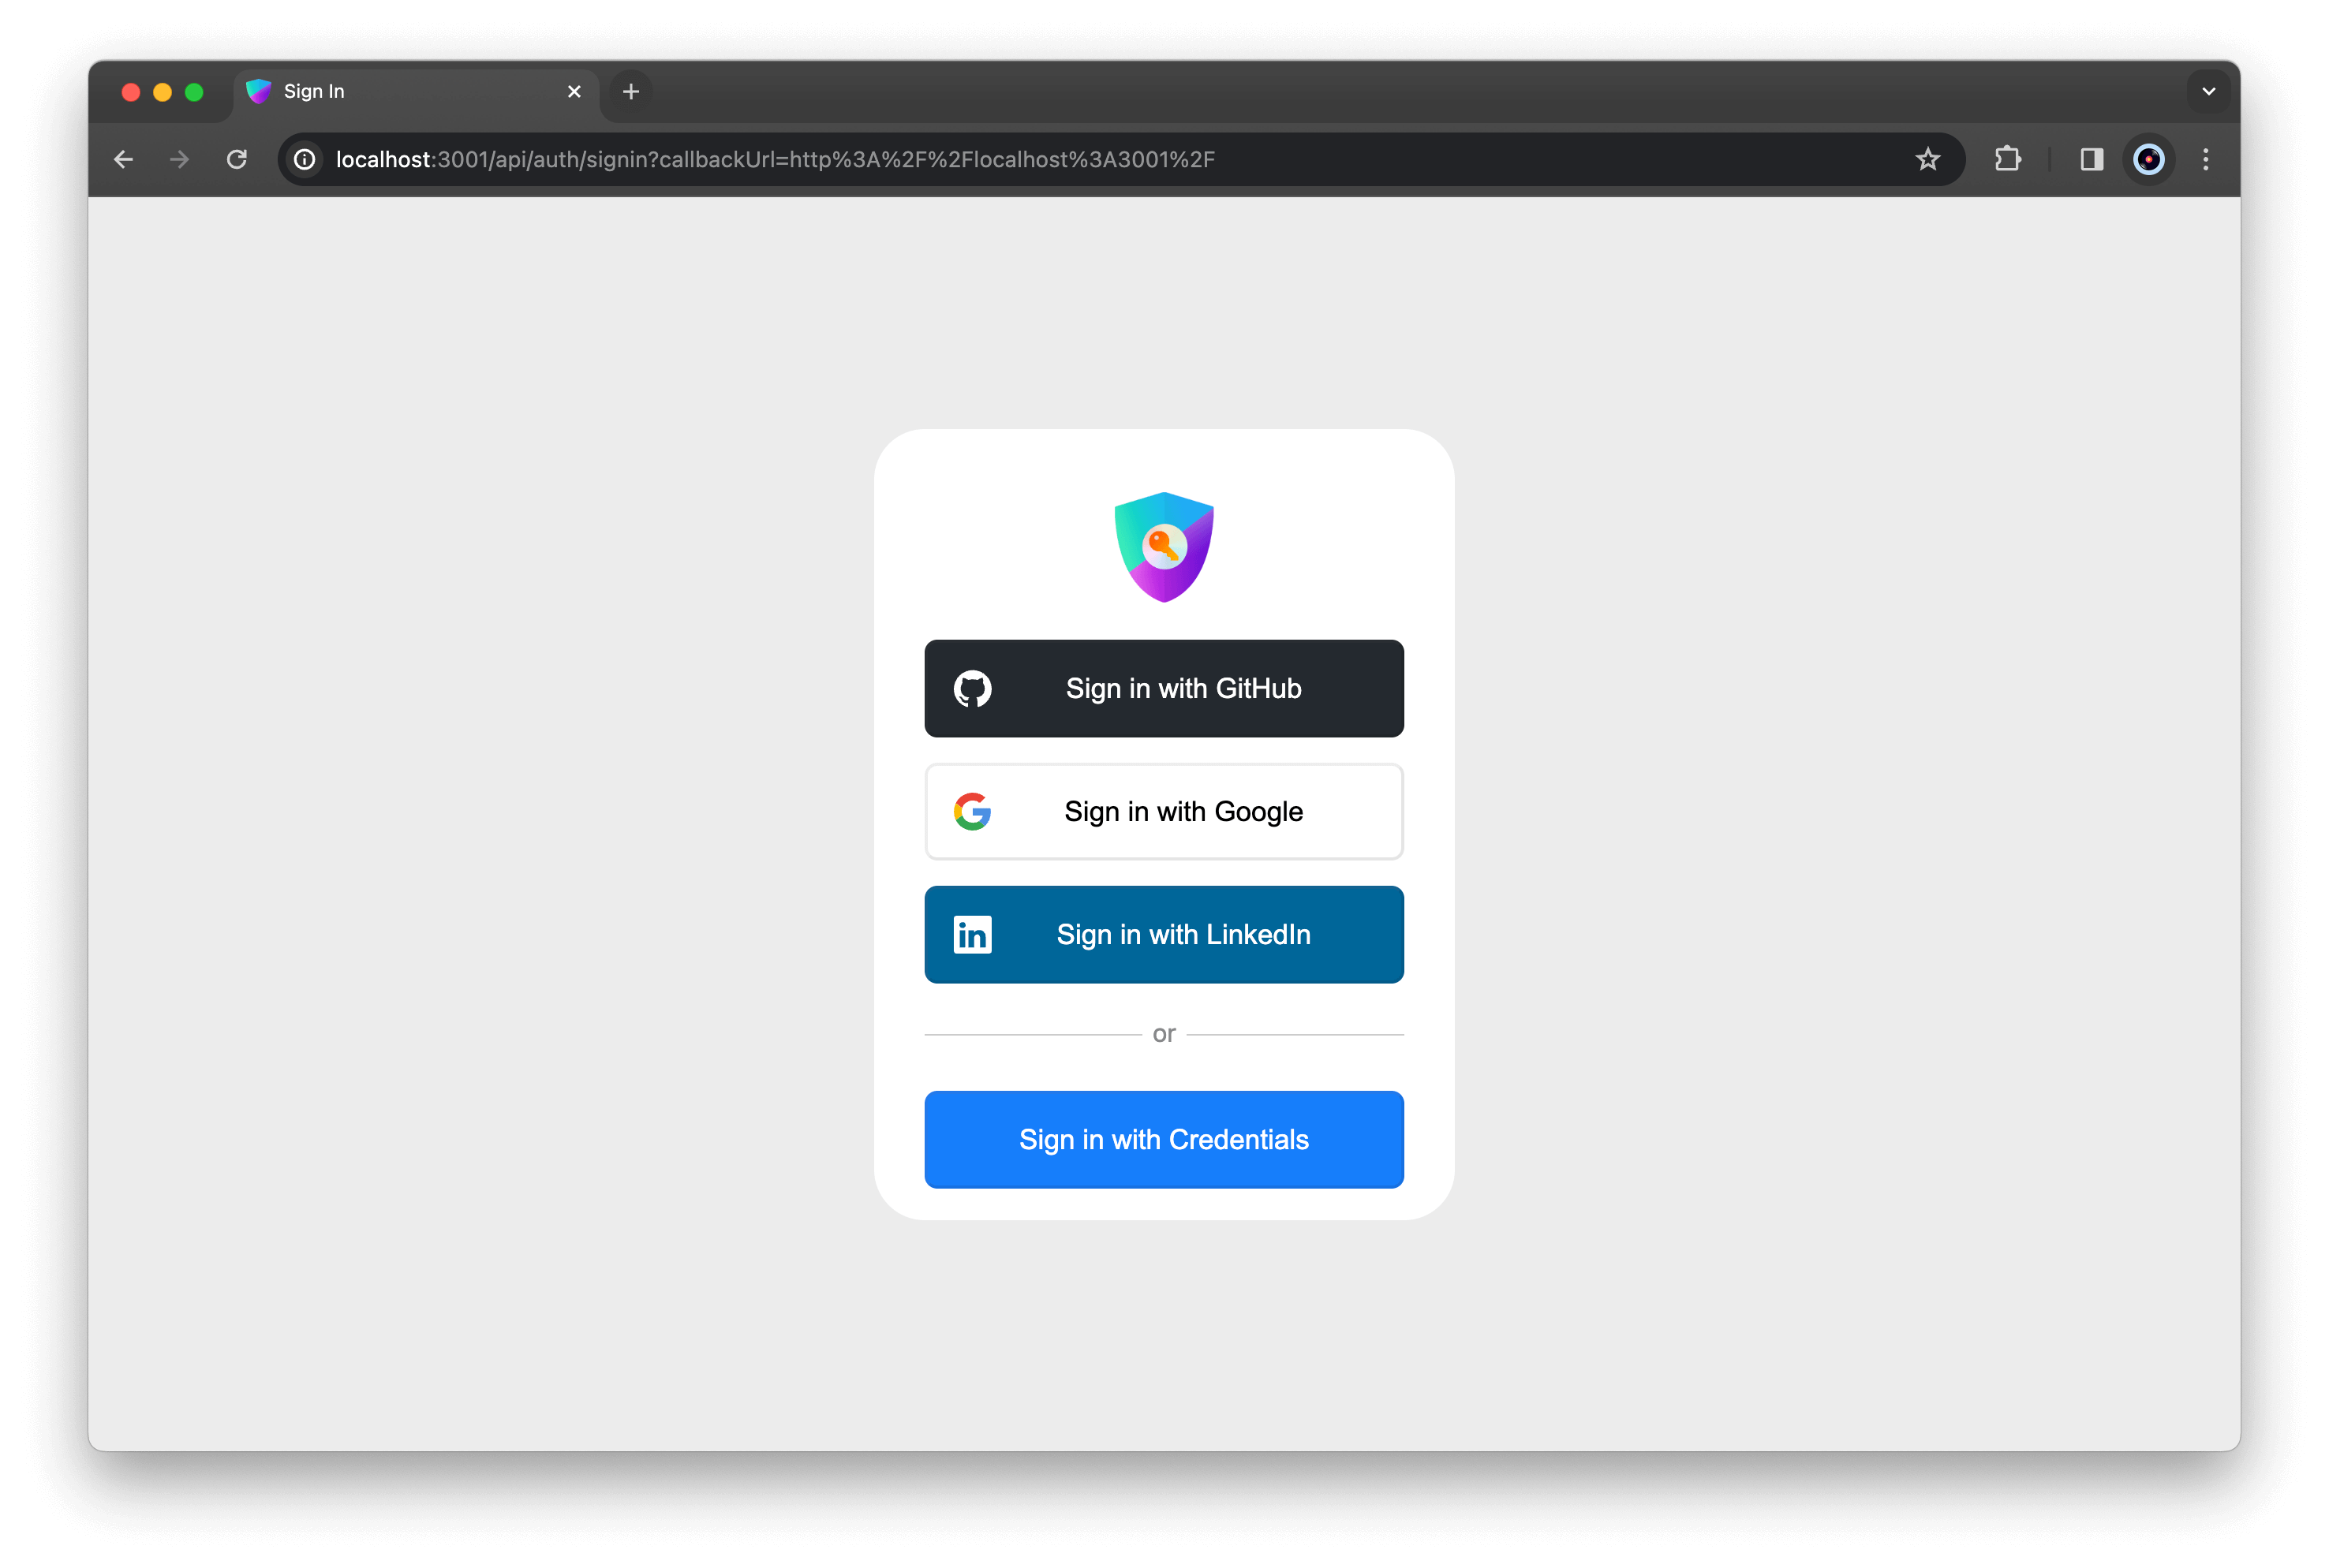 Sign In
localhost:3001/api/auth/signin?callbackUrl=http%3A%2F%2Flocalhost%3A3001%2F
Sign in with GitHub
Sign in with Google
in Sign in with LinkedIn
or
Sign in with Credentials